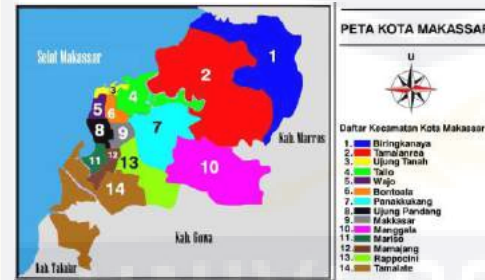 PETA KOTA MAKASSAR
U
Selat Makassar
Kab. Marros
Kab. Gowa
Kab. Takalar
1
2
3
4
5
6
7
8
9
10
11
12
13
14
Daftar Kecamatan Kota Makassar
1. Biringkanaya
2. Tamalanrea
3. Ujung Tanah
4. Tallo
5. Wajo
6. Bontoala
7. Panakkukang
8. Ujung Pandang
9. Makkasar
10. Manggala
11. Mariso
12. Mamajang
13. Rappocini
14. Tamalate